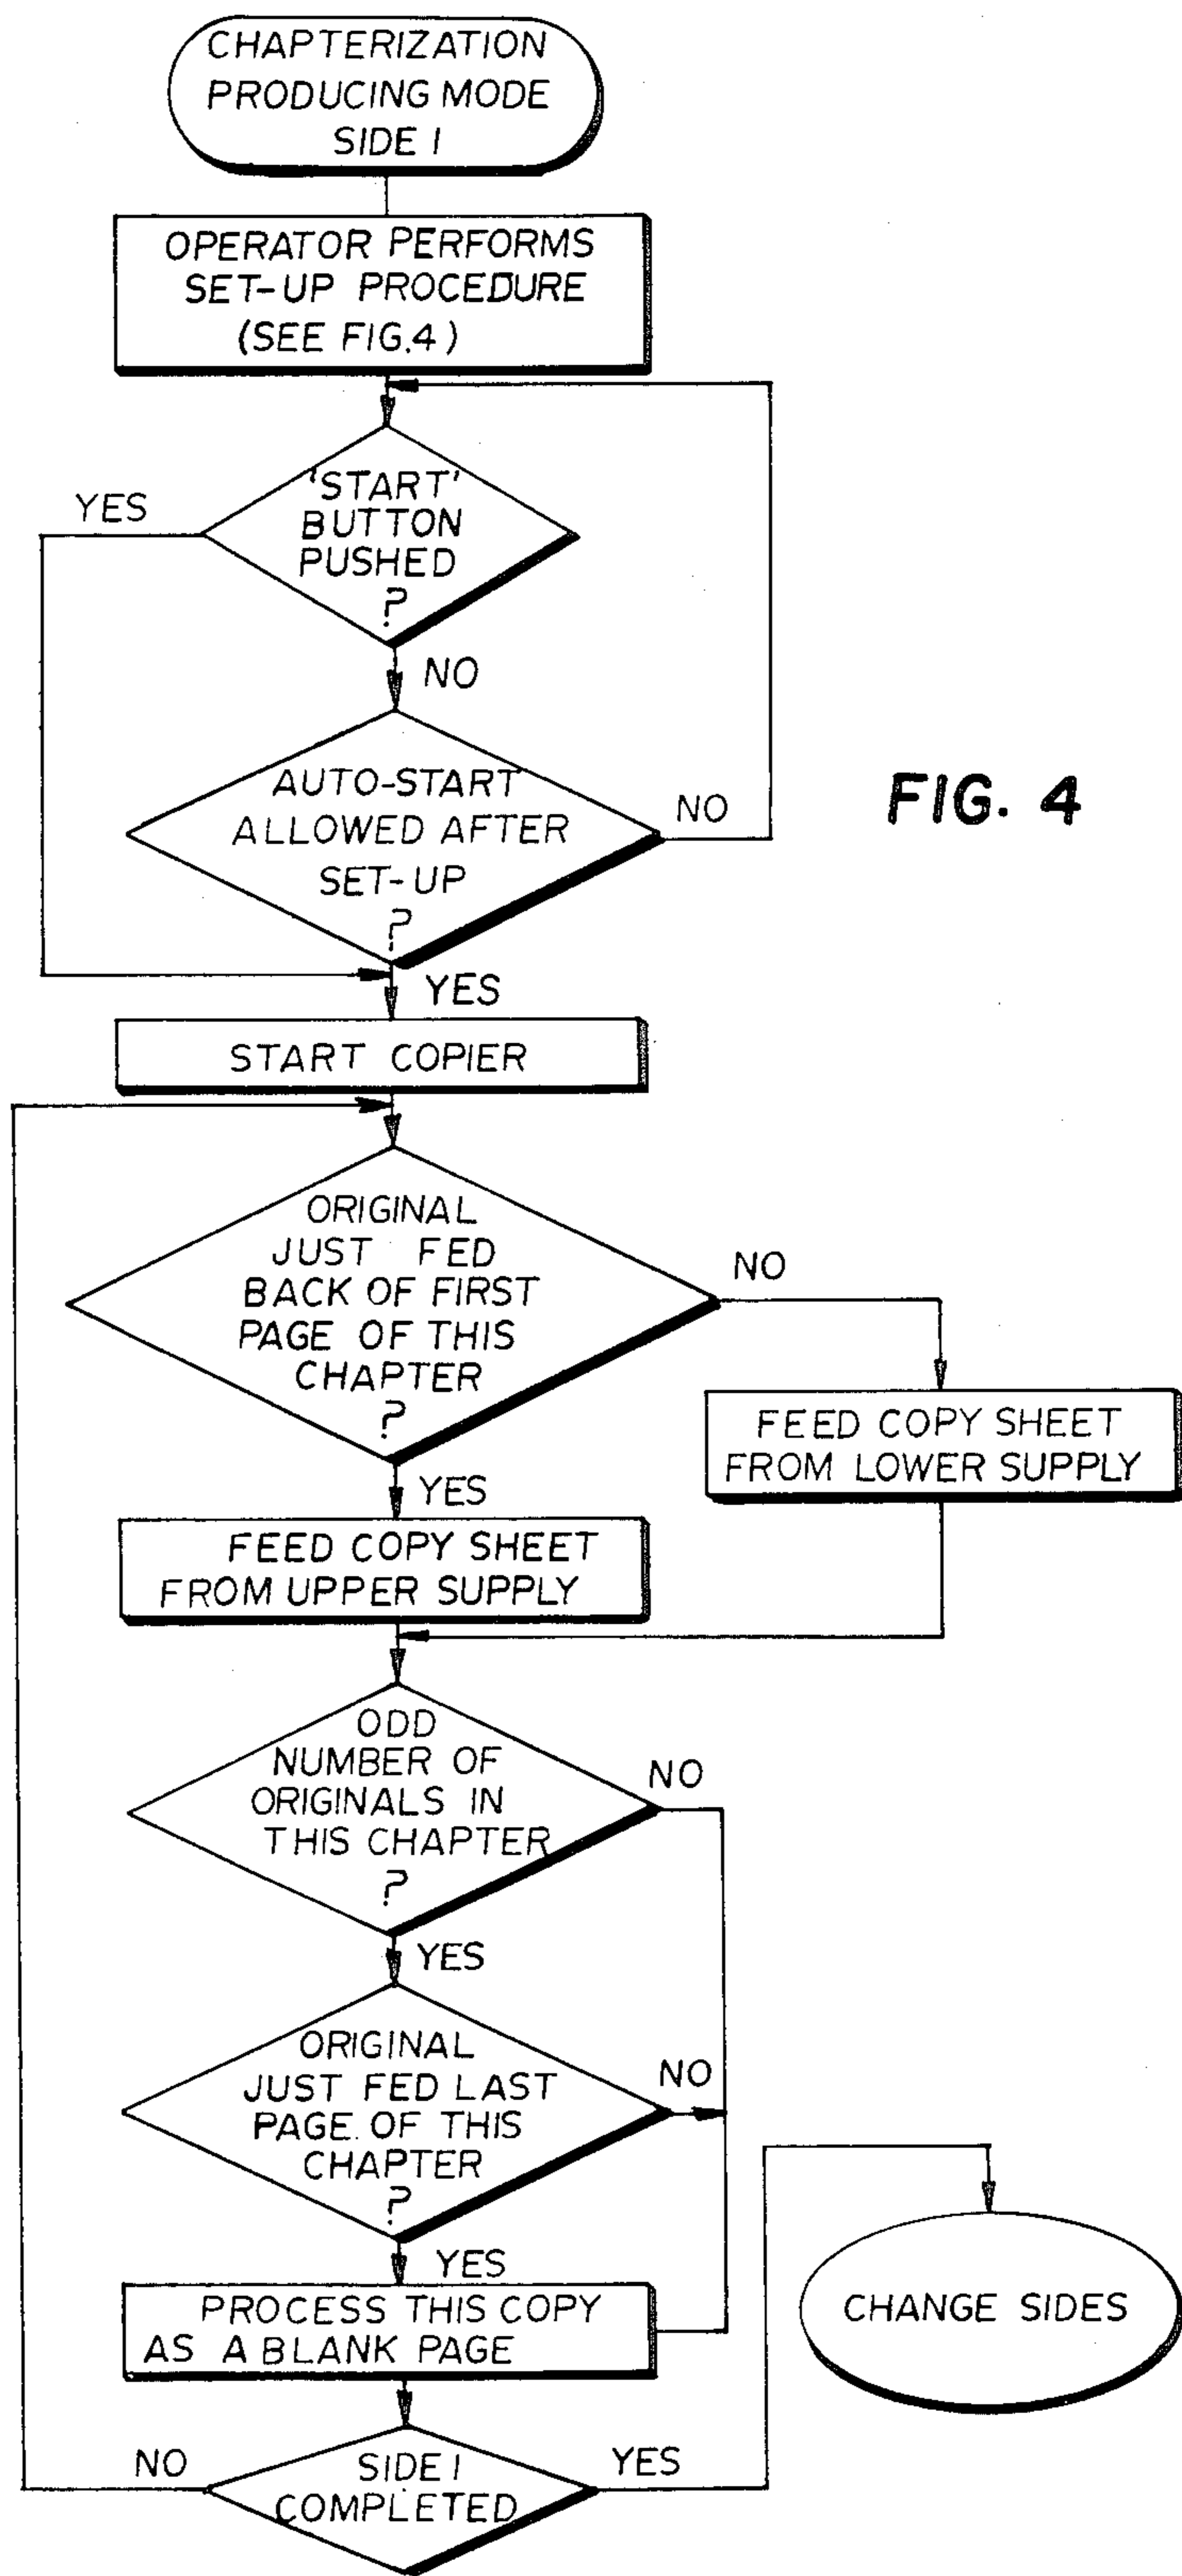 CHAPTERIZATION
PRODUCING MODE
SIDE 1
OPERATOR PERFORMS
SET-UP PROCEDURE
(SEE FIG.4)
'START'
BUTTON
PUSHED
?
YES
NO
AUTO-START
ALLOWED AFTER
SET-UP
?
NO
FIG. 4
YES
START COPIER
ORIGINAL
JUST FED
BACK OF FIRST
PAGE OF THIS
CHAPTER
?
NO
FEED COPY SHEET
FROM LOWER SUPPLY
YES
FEED COPY SHEET
FROM UPPER SUPPLY
ODD
NUMBER OF
ORIGINALS IN
THIS CHAPTER
?
NO
YES
ORIGINAL
JUST FED LAST
PAGE OF THIS
CHAPTER
?
NO
YES
PROCESS THIS COPY
AS A BLANK PAGE
CHANGE SIDES
SIDE 1
COMPLETED
NO
YES